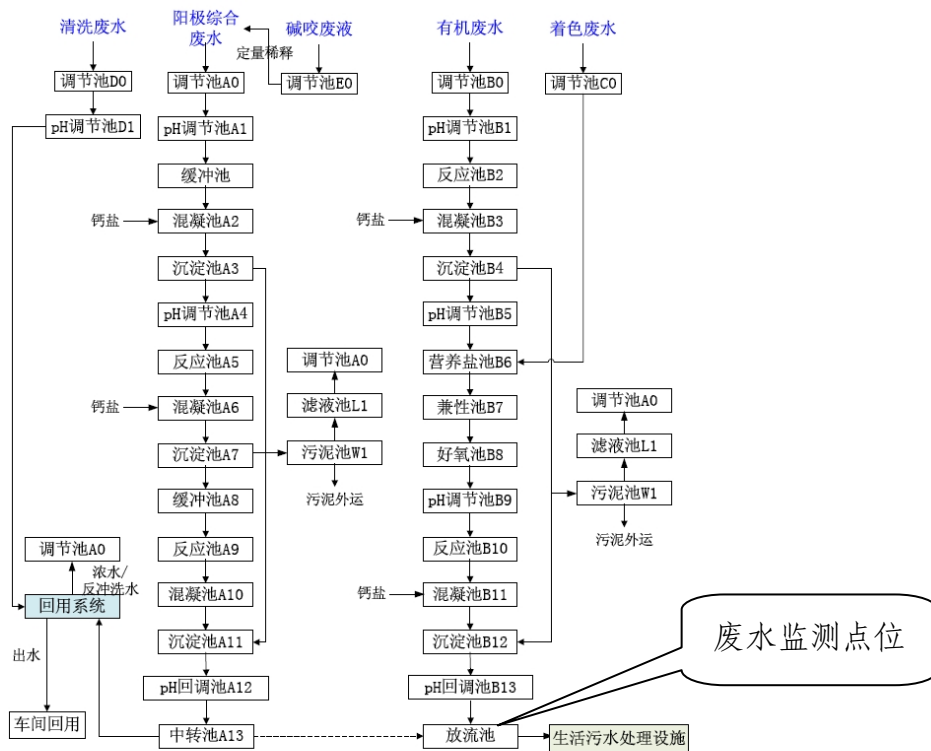 清洗废水
阳极综合
废水
碱咬废液
有机废水
着色废水
定量稀释
调节池D0
调节池A0
调节池E0
调节池B0
调节池C0
pH调节池D1
pH调节池A1
pH调节池B1
缓冲池
反应池B2
钙盐
混凝池A2
钙盐
混凝池B3
沉淀池A3
沉淀池B4
pH调节池A4
pH调节池B5
反应池A5
调节池A0
营养盐池B6
钙盐
混凝池A6
滤液池L1
兼性池B7
调节池A0
沉淀池A7
污泥池W1
好氧池B8
滤液池L1
缓冲池A8
污泥外运
pH调节池B9
污泥池W1
调节池A0
反应池A9
反应池B10
污泥外运
浓水/
反冲洗水
混凝池A10
钙盐
混凝池B11
回用系统
沉淀池A11
沉淀池B12
废水监测点位
出水
pH回调池A12
pH回调池B13
车间回用
中转池A13
放流池
生活污水处理设施